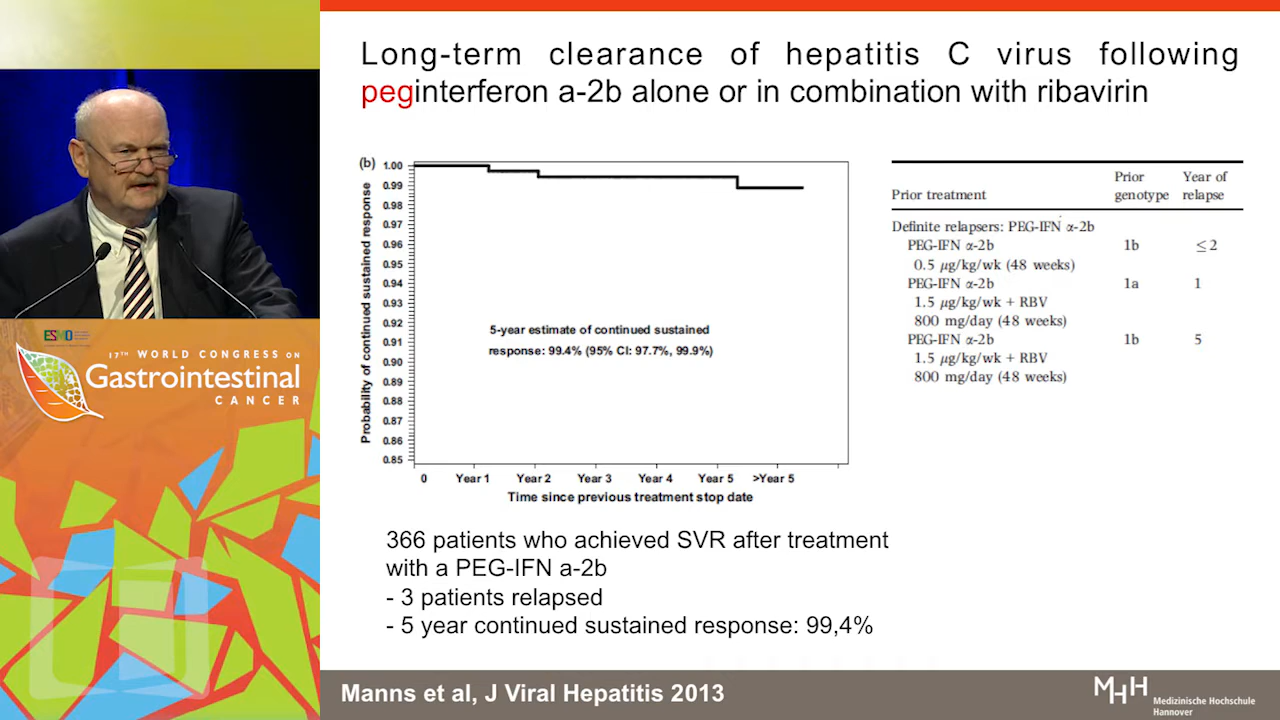 Long-term clearance of hepatitis C virus following
peginterferon a-2b alone or in combination with ribavirin
(b)
Probability of continued sustained response
1.00
0.99
0.98
0.97
0.96
0.95
0.94
0.93
0.92
0.91
0.90
0.89
0.88
0.87
0.86
0.85
5-year estimate of continued sustained
response: 99.4% (95% CI: 97.7%, 99.9%)
0 Year 1 Year 2 Year 3 Year 4 Year 5 >Year 5
Time since previous treatment stop date
Prior Year of
Prior treatment genotype relapse
Definite relapsers: PEG-IFN α-2b
PEG-IFN α-2b 1b ≤2
0.5 μg/kg/wk (48 weeks)
PEG-IFN α-2b 1a 1
1.5 μg/kg/wk + RBV
800 mg/day (48 weeks)
PEG-IFN α-2b 1b 5
1.5 μg/kg/wk + RBV
800 mg/day (48 weeks)
366 patients who achieved SVR after treatment
with a PEG-IFN a-2b
- 3 patients relapsed
- 5 year continued sustained response: 99,4%
Manns et al, J Viral Hepatitis 2013
MHH
Medizinische Hochschule
Hannover
ESMO
17TH WORLD CONGRESS ON
Gastrointestinal
CANCER